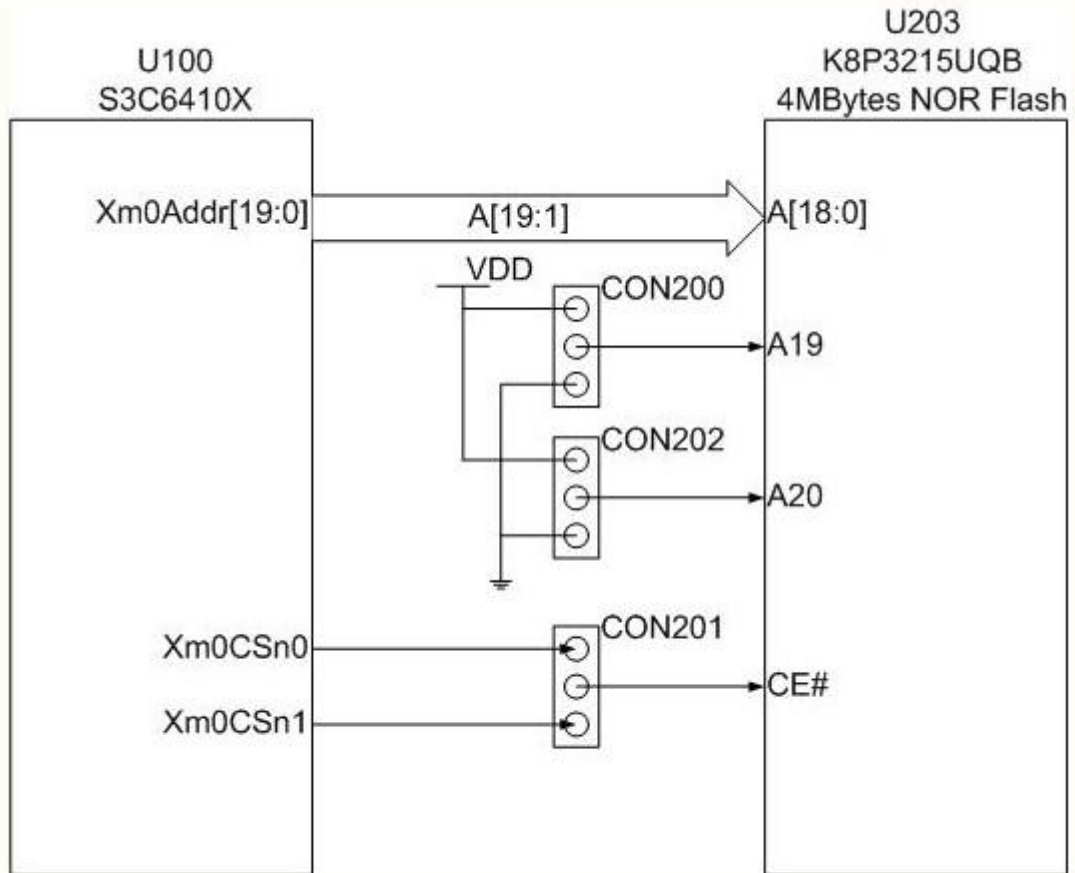 U100
S3C6410X
U203
K8P3215UQB
4MBytes NOR Flash
Xm0Addr[19:0]
A[19:1]
A[18:0]
VDD
CON200
A19
CON202
A20
CON201
Xm0CSn0
CE#
Xm0CSn1